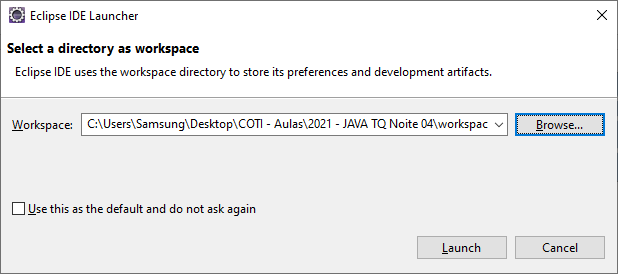 Eclipse IDE Launcher
Select a directory as workspace
Eclipse IDE uses the workspace directory to store its preferences and development artifacts.
Workspace: C:\Users\Samsung\Desktop\COTI - Aulas\2021 - JAVA TQ Noite 04\workspac Browse...
Use this as the default and do not ask again
Launch Cancel